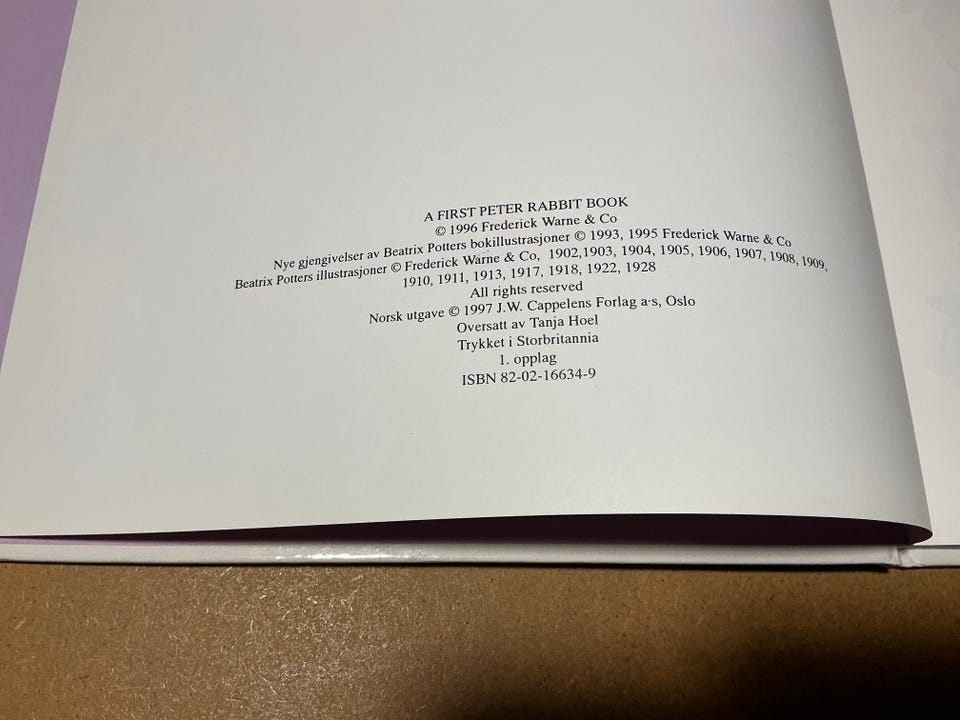 A FIRST PETER RABBIT BOOK
© 1996 Frederick Warne & Co
Nye gjengivelser av Beatrix Potters bokillustrasjoner © 1993, 1995 Frederick Warne & Co
Beatrix Potters illustrasjoner © Frederick Warne & Co, 1902,1903, 1904, 1905, 1906, 1907, 1908, 1909,
1910, 1911, 1913, 1917, 1918, 1922, 1928
All rights reserved
Norsk utgave © 1997 J.W. Cappelens Forlag a·s, Oslo
Oversatt av Tanja Hoel
Trykket i Storbritannia
1. opplag
ISBN 82-02-16634-9